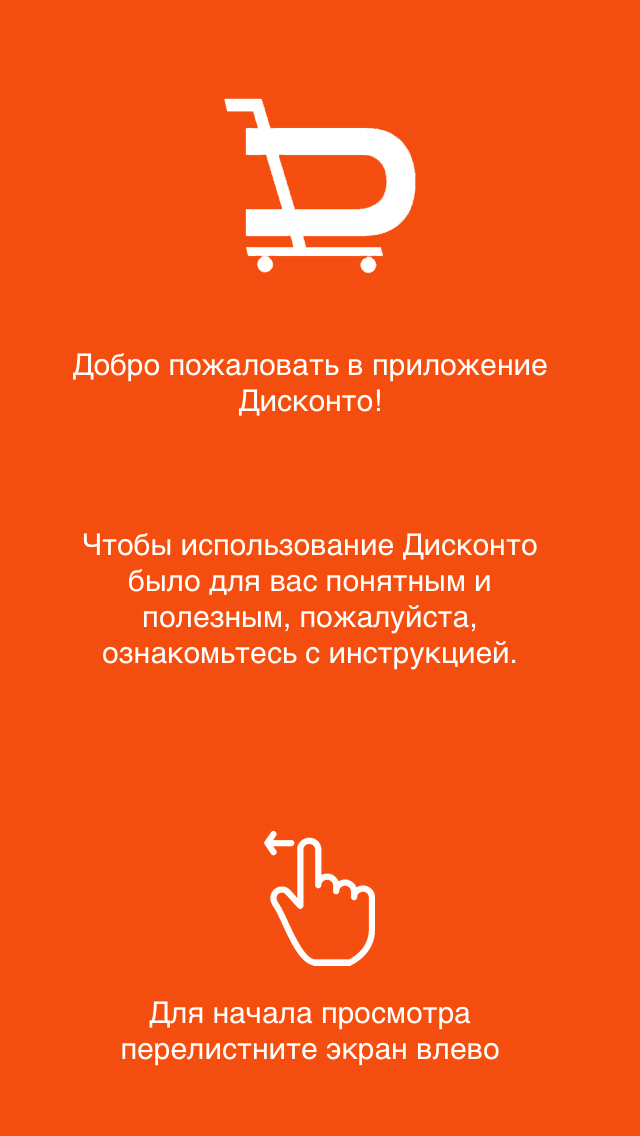 Добро пожаловать в приложение
Дисконто!
Чтобы использование Дисконто
было для вас понятным и
полезным, пожалуйста,
ознакомьтесь с инструкцией.
Для начала просмотра
перелистните экран влево